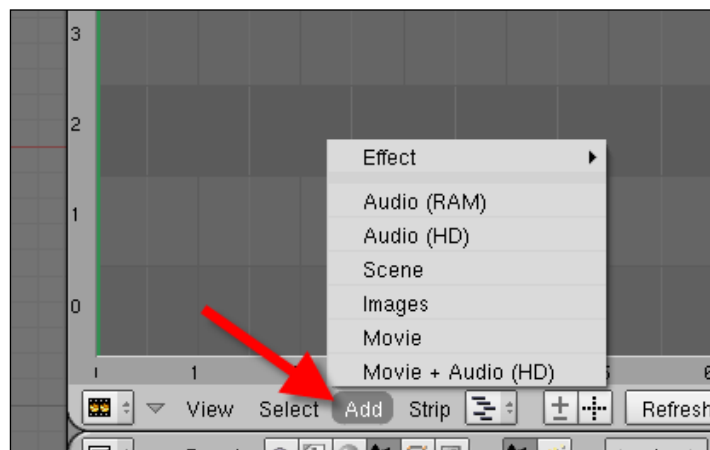 3
2
1
0
Effect
Audio (RAM)
Audio (HD)
Scene
Images
Movie
Movie + Audio (HD)
1
View Select Add Strip Refresh